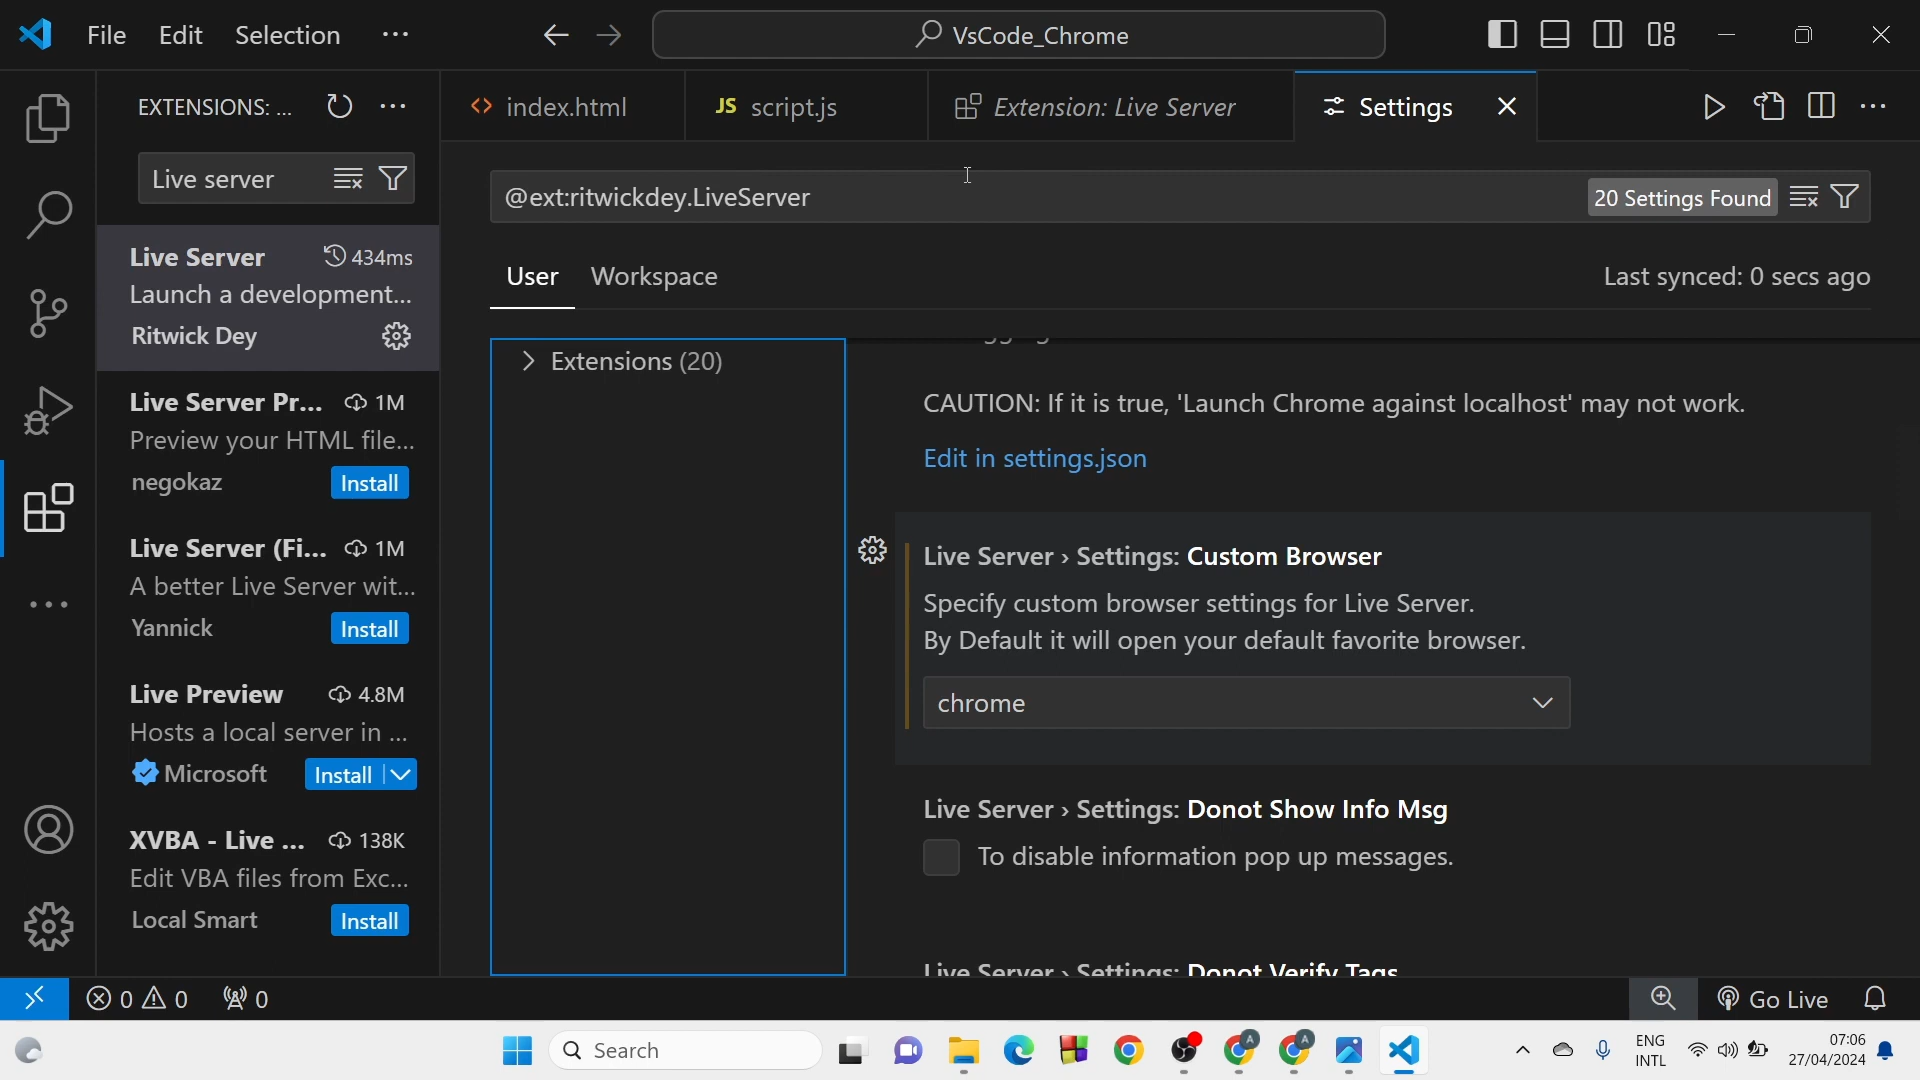 File Edit Selection ···
VsCode_Chrome
EXTENSIONS: ...
index.html
JS script.js
Extension: Live Server
Settings
Live server
@ext:ritwickdey.LiveServer
20 Settings Found
User Workspace
Last synced: 0 secs ago
Live Server 434ms
Launch a development...
Ritwick Dey
Live Server Pr... 1M
Preview your HTML file...
negokaz Install
Live Server (Fi... 1M
A better Live Server wit...
Yannick Install
Live Preview 4.8M
Hosts a local server in ...
Microsoft Install
XVBA - Live ... 138K
Edit VBA files from Exc...
Local Smart Install
Extensions (20)
CAUTION: If it is true, 'Launch Chrome against localhost' may not work.
Edit in settings.json
Live Server › Settings: Custom Browser
Specify custom browser settings for Live Server.
By Default it will open your default favorite browser.
chrome
Live Server › Settings: Donot Show Info Msg
To disable information pop up messages.
Live Server › Settings: Donot Verify Tags
0 0 0
Go Live
Search
A
A
ENG
INTL
07:06
27/04/2024